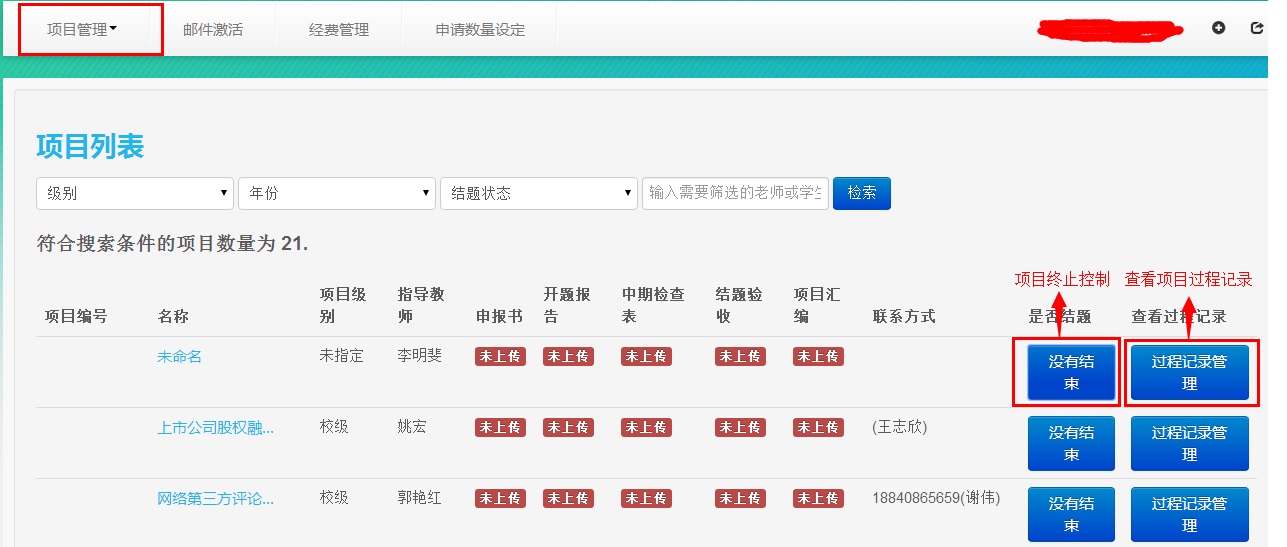 项目管理 邮件激活 经费管理 申请数量设定
项目列表
级别 年份 结题状态 输入需要筛选的老师或学生 检索
符合搜索条件的项目数量为 21.
项目终止控制 查看项目过程记录
项目编号 名称 项目级别 指导教师 申报书 开题报告 中期检查表 结题验收 项目汇编 联系方式 是否结题 查看过程记录
未命名 未指定 李明斐 未上传 未上传 未上传 未上传 未上传 没有结束 过程记录管理
上市公司股权融... 校级 姚宏 未上传 未上传 未上传 未上传 未上传 (王志欣) 没有结束 过程记录管理
网络第三方评论... 校级 郭艳红 未上传 未上传 未上传 未上传 未上传 18840865659(谢伟) 没有结束 过程记录管理